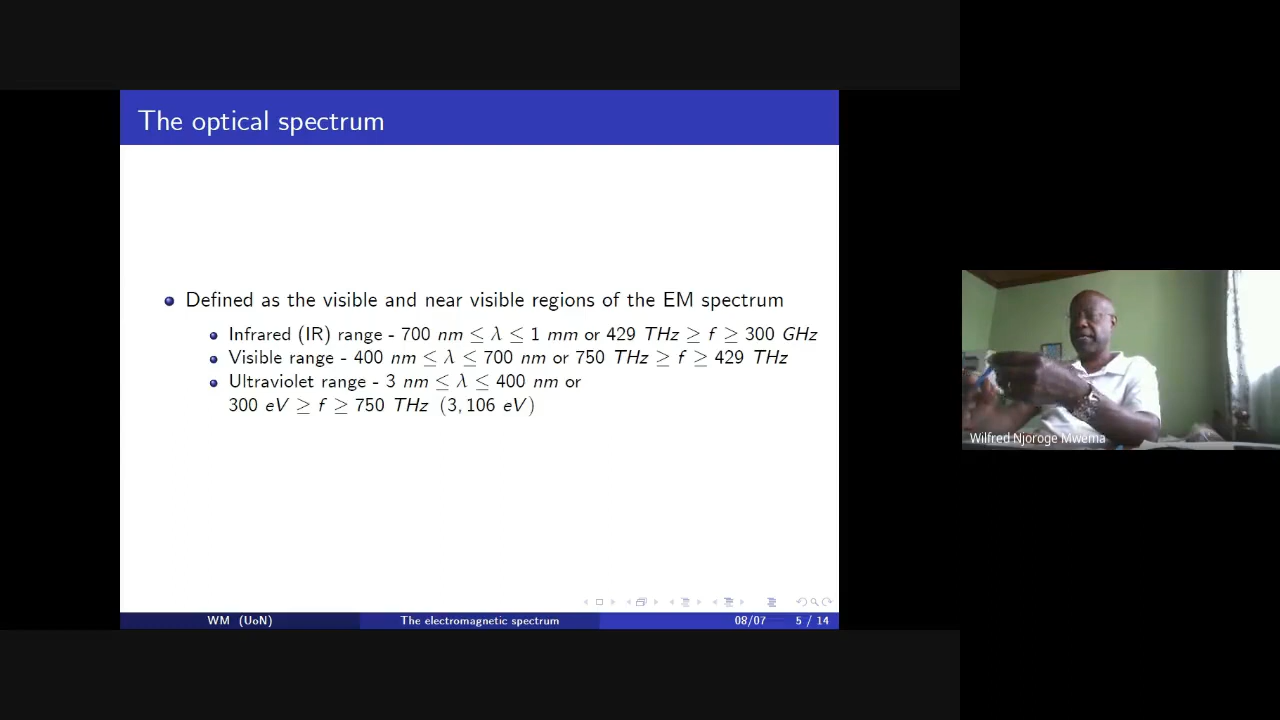 The optical spectrum
Defined as the visible and near visible regions of the EM spectrum
Infrared (IR) range - 700 nm ≤ λ ≤ 1 mm or 429 THz ≥ f ≥ 300 GHz
Visible range - 400 nm ≤ λ ≤ 700 nm or 750 THz ≥ f ≥ 429 THz
Ultraviolet range - 3 nm ≤ λ ≤ 400 nm or
300 eV ≥ f ≥ 750 THz (3, 106 eV)
Wilfred Njoroge Mwema
WM (UoN)
The electromagnetic spectrum
08/07
5 / 14